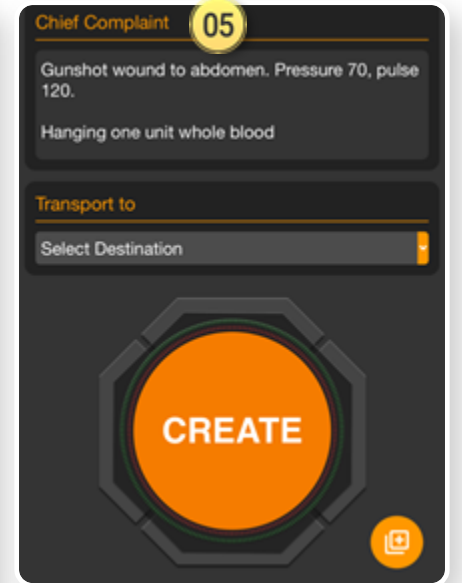 Chief Complaint
05
Gunshot wound to abdomen. Pressure 70, pulse
120.
Hanging one unit whole blood
Transport to
Select Destination
CREATE